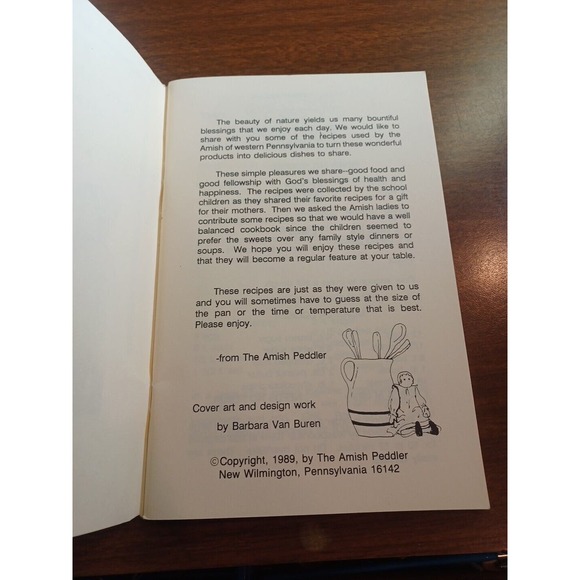 The beauty of nature yields us many bountiful
blessings that we enjoy each day. We would like to
share with you some of the recipes used by the
Amish of western Pennsylvania to turn these wonderful
products into delicious dishes to share.
These simple pleasures we share--good food and
good fellowship with God's blessings of health and
happiness. The recipes were collected by the school
children as they shared their favorite recipes for a gift
for their mothers. Then we asked the Amish ladies to
contribute some recipes so that we would have a well
balanced cookbook since the children seemed to
prefer the sweets over any family style dinners or
soups. We hope you will enjoy these recipes and
that they will become a regular feature at your table.
These recipes are just as they were given to us
and you will sometimes have to guess at the size of
the pan or the time or temperature that is best.
Please enjoy.
-from The Amish Peddler
Cover art and design work
by Barbara Van Buren
©Copyright, 1989, by The Amish Peddler
New Wilmington, Pennsylvania 16142